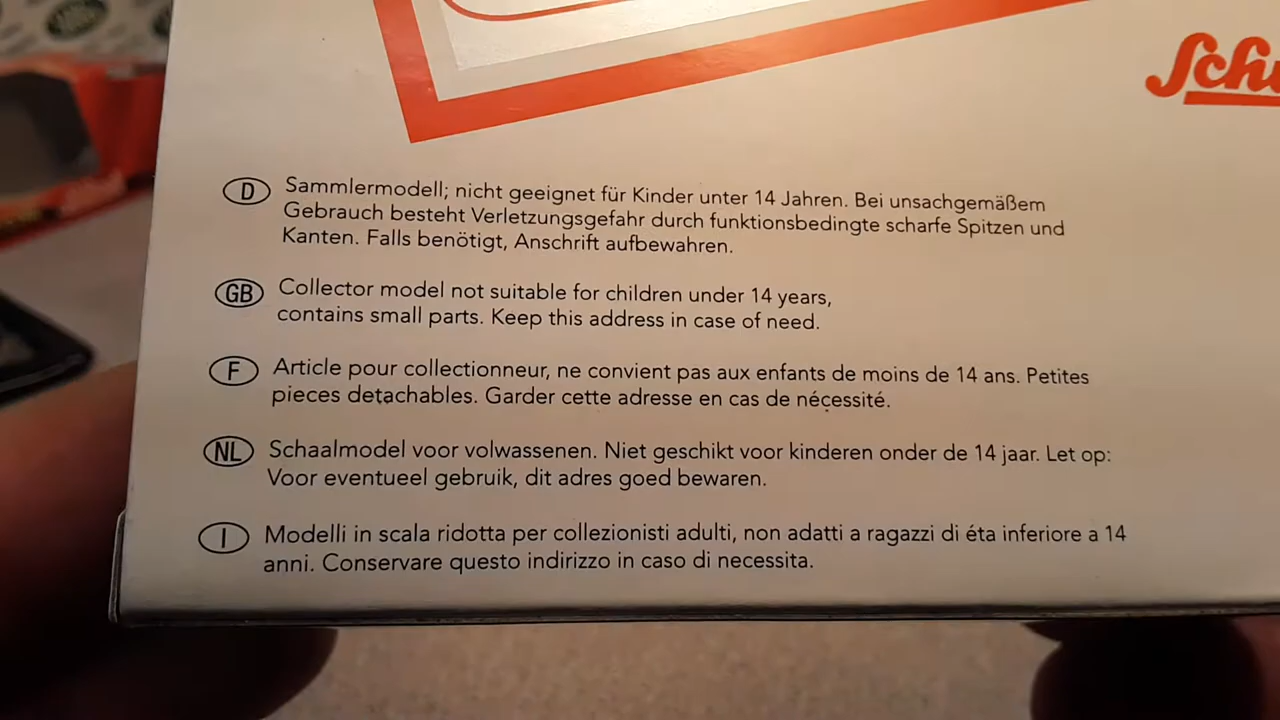 D Sammlermodell; nicht geeignet für Kinder unter 14 Jahren. Bei unsachgemäßem
Gebrauch besteht Verletzungsgefahr durch funktionsbedingte scharfe Spitzen und
Kanten. Falls benötigt, Anschrift aufbewahren.
GB Collector model not suitable for children under 14 years,
contains small parts. Keep this address in case of need.
F Article pour collectionneur, ne convient pas aux enfants de moins de 14 ans. Petites
pieces detachables. Garder cette adresse en cas de néçessité.
NL Schaalmodel voor volwassenen. Niet geschikt voor kinderen onder de 14 jaar. Let op:
Voor eventueel gebruik, dit adres goed bewaren.
I Modelli in scala ridotta per collezionisti adulti, non adatti a ragazzi di éta inferiore a 14
anni. Conservare questo indirizzo in caso di necessita.